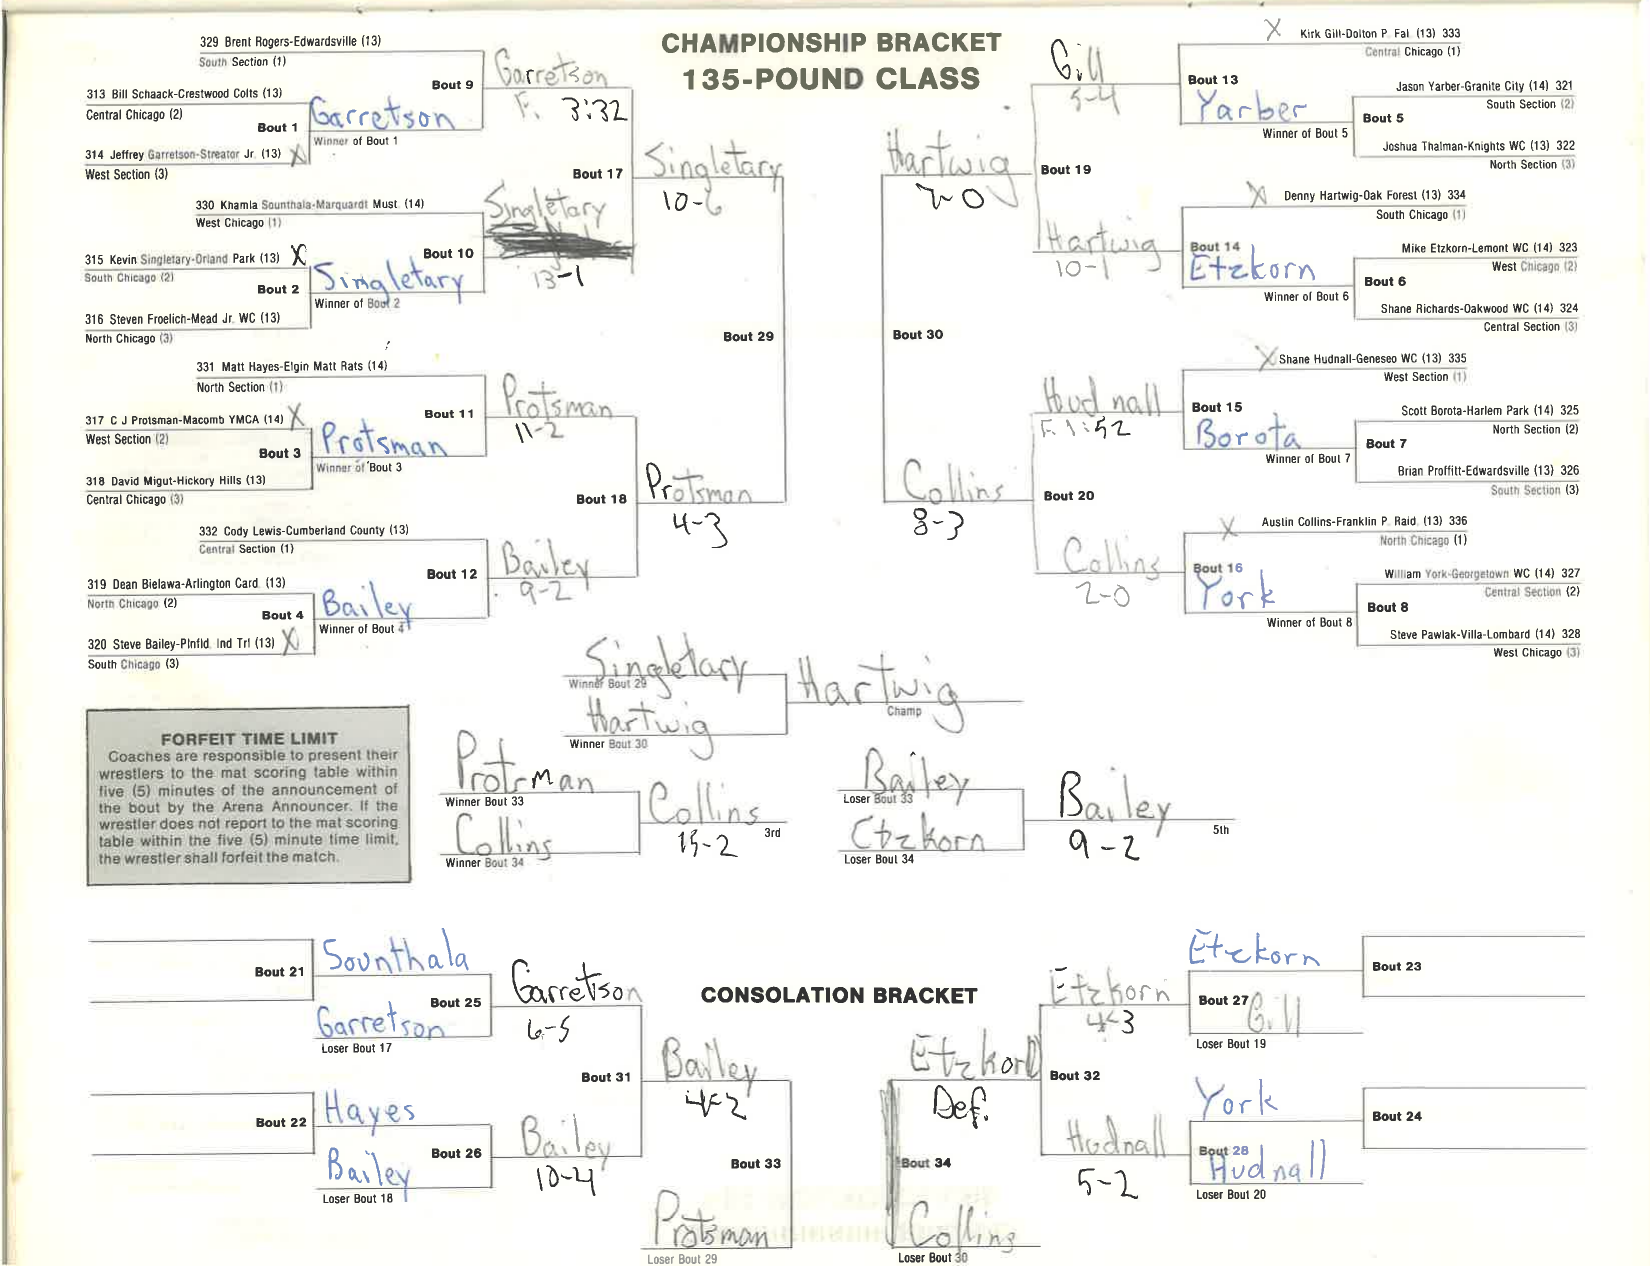 CHAMPIONSHIP BRACKET
135-POUND CLASS
329 Brent Rogers-Edwardsville (13)
South Section (1)
Bout 9
Garretson
F. 3:32
313 Bill Schaack-Crestwood Colts (13)
Central Chicago (2)
Bout 1
Garretson
Winner of Bout 1
314 Jeffrey Garretson-Streator Jr. (13) X
West Section (3)
Bout 17
Singletary
10-6
330 Khamla Sounthala-Marquardt Must. (14)
West Chicago (1)
Bout 10
Singletary
13-1
315 Kevin Singletary-Orland Park (13) X
South Chicago (2)
Bout 2
Singletary
Winner of Bout 2
316 Steven Froelich-Mead Jr. WC (13)
North Chicago (3)
Bout 29
331 Matt Hayes-Elgin Matt Rats (14)
North Section (1)
Bout 11
Protsman
11-2
317 C J Protsman-Macomb YMCA (14) X
West Section (2)
Bout 3
Protsman
Winner of Bout 3
318 David Migut-Hickory Hills (13)
Central Chicago (3)
Bout 18
Protsman
4-3
332 Cody Lewis-Cumberland County (13)
Central Section (1)
Bout 12
Bailey
9-2
319 Dean Bielawa-Arlington Card. (13)
North Chicago (2)
Bout 4
Bailey
Winner of Bout 4
320 Steve Bailey-Plnfld. Ind Trl (13) X
South Chicago (3)
X Kirk Gill-Dolton P. Fal. (13) 333
Central Chicago (1)
Gill
5-4
Bout 13
Yarber
Winner of Bout 5
Jason Yarber-Granite City (14) 321
South Section (2)
Bout 5
Joshua Thalman-Knights WC (13) 322
North Section (3)
Hartwig
Bout 19
X Denny Hartwig-Oak Forest (13) 334
South Chicago (1)
Hartwig
10-1
Bout 14
Etzkorn
Winner of Bout 6
Mike Etzkorn-Lemont WC (14) 323
West Chicago (2)
Bout 6
Shane Richards-Oakwood WC (14) 324
Central Section (3)
Bout 30
X Shane Hudnall-Geneseo WC (13) 335
West Section (1)
Hudnall
F. 1:52
Bout 15
Borota
Winner of Bout 7
Scott Borota-Harlem Park (14) 325
North Section (2)
Bout 7
Brian Proffitt-Edwardsville (13) 326
South Section (3)
Collins
8-3
Bout 20
X Austin Collins-Franklin P. Raid. (13) 336
North Chicago (1)
Collins
2-0
Bout 16
York
Winner of Bout 8
William York-Georgetown WC (14) 327
Central Section (2)
Bout 8
Steve Pawlak-Villa-Lombard (14) 328
West Chicago (3)
Singletary
Winner Bout 29
Hartwig
Champ
Hartwig
Winner Bout 30
FORFEIT TIME LIMIT
Coaches are responsible to present their
wrestlers to the mat scoring table within
five (5) minutes of the announcement of
the bout by the Arena Announcer. If the
wrestler does not report to the mat scoring
table within the five (5) minute time limit,
the wrestler shall forfeit the match.
Protsman
Winner Bout 33
Collins
3rd
15-2
Collins
Winner Bout 34
Bailey
Loser Bout 33
Bailey
5th
9-2
Etzkorn
Loser Bout 34
CONSOLATION BRACKET
Bout 21
Sounthala
Bout 25
Garretson
6-5
Garretson
Loser Bout 17
Bout 31
Bailey
4-2
Bout 22
Hayes
Bout 26
Bailey
10-4
Bailey
Loser Bout 18
Bout 33
Protsman
Loser Bout 29
Etzkorn
Bout 23
Etzkorn
4-3
Bout 27
Gill
Loser Bout 19
Etzkorn
Def.
Bout 32
York
Bout 24
Hudnall
5-2
Bout 28
Hudnall
Loser Bout 20
Bout 34
Collins
Loser Bout 30